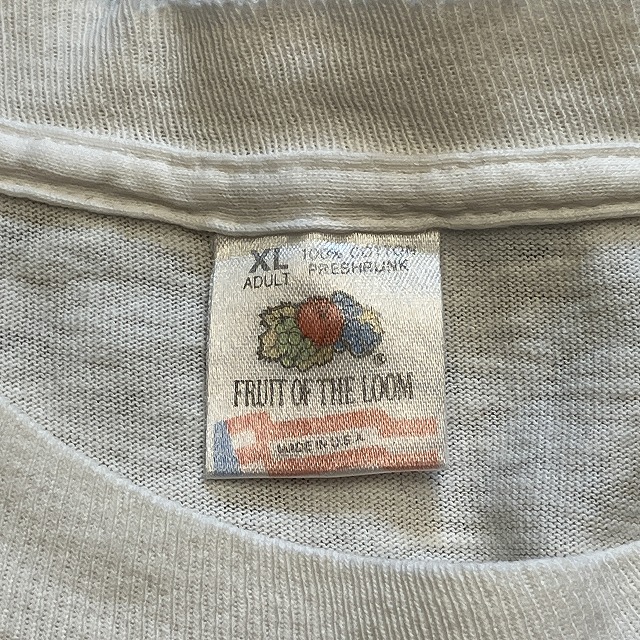 XL
ADULT
100% COTTON
PRESHRUNK
®
FRUIT OF THE LOOM
MADE IN U.S.A.